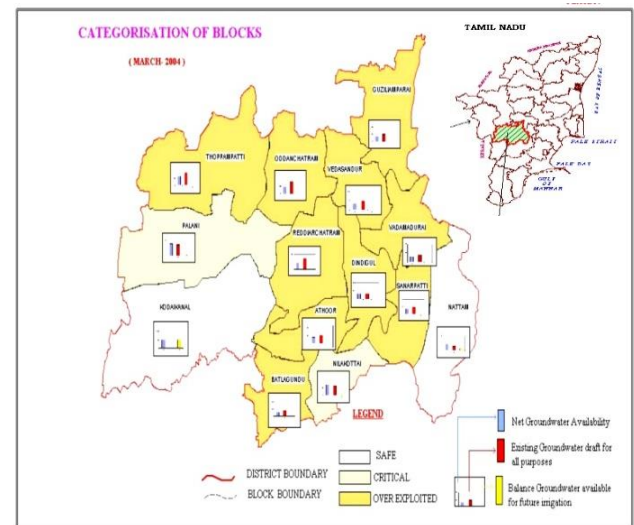 CATEGORISATION OF BLOCKS
( MARCH- 2004 )
TAMIL NADU
BAY OF BENGAL
PALK STRAIT
PALK BAY
GULF
OF
MANNAR
GUZILIAMPARAI
THOPPAMPATTI
ODDANCHATRAM
VEDASANDUR
PALANI
REDDIARCHATRAM
VADAMADURAI
DINDIGUL
SANARPATTI
NATTAM
KODAIKANAL
ATHOOR
NILAKOTTAI
BATLAGUNDU
LEGEND
DISTRICT BOUNDARY
BLOCK BOUNDARY
SAFE
CRITICAL
OVER EXPLOITED
Net Groundwater Availability
Existing Groundwater draft for
all purposes
Balance Groundwater available
for future irrigation